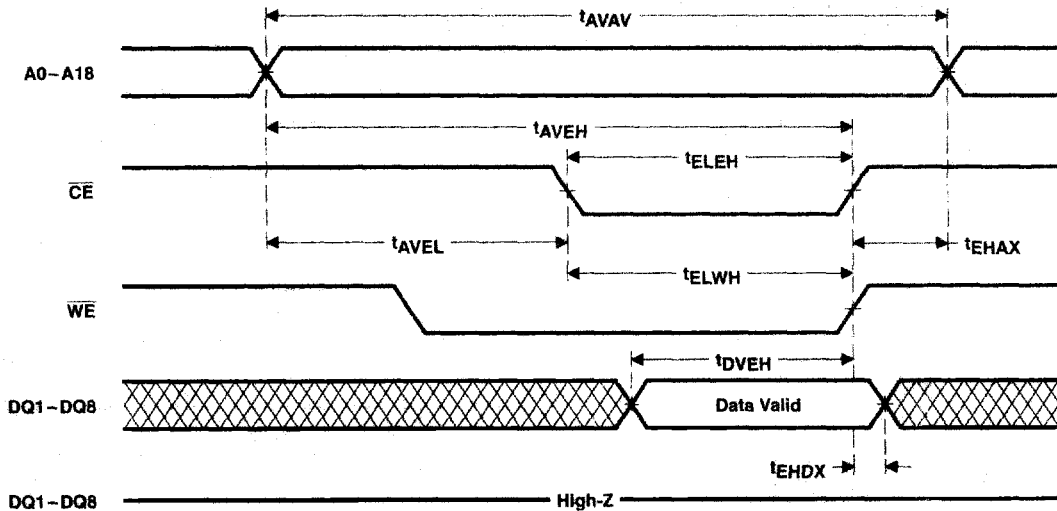 tAVAV
A0–A18
tAVEH
tELEH
CE
tAVEL
tEHAX
tELWH
WE
tDVEH
DQ1–DQ8
Data Valid
tEHDX
DQ1–DQ8
High-Z